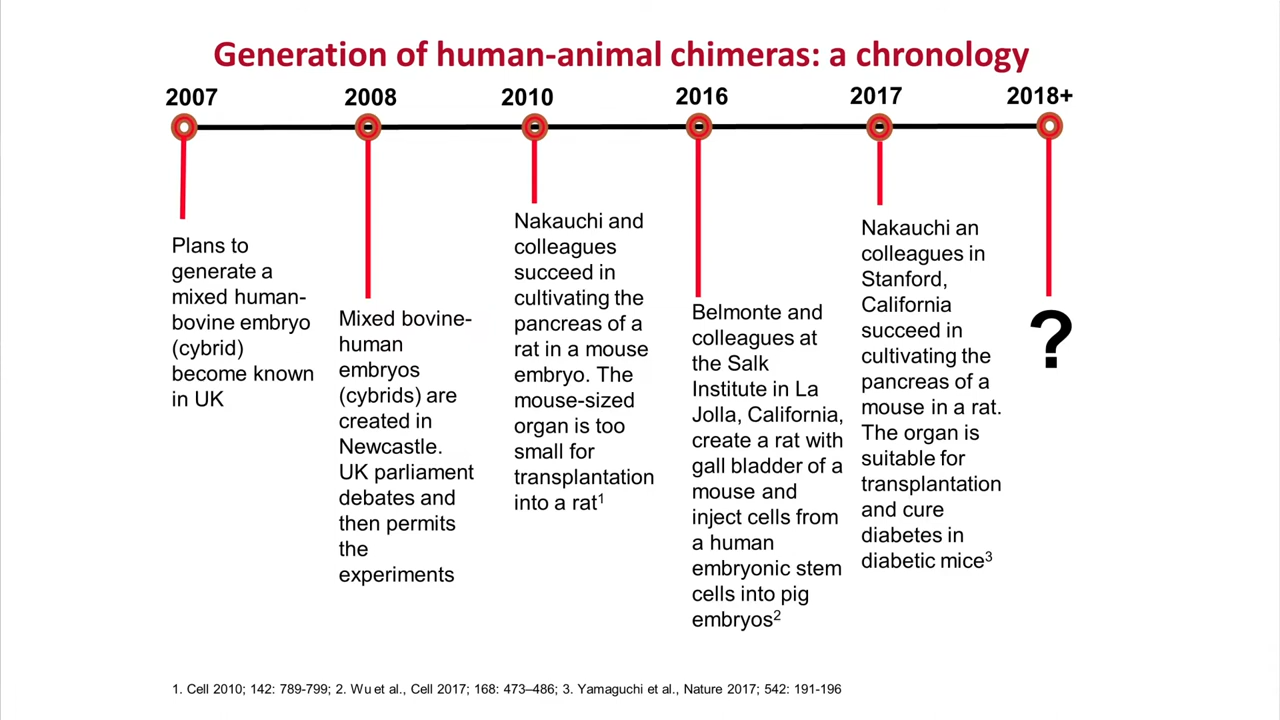 Generation of human-animal chimeras: a chronology
2007
Plans to
generate a
mixed human-
bovine embryo
(cybrid)
become known
in UK
2008
Mixed bovine-
human
embryos
(cybrids) are
created in
Newcastle.
UK parliament
debates and
then permits
the
experiments
2010
Nakauchi and
colleagues
succeed in
cultivating the
pancreas of a
rat in a mouse
embryo. The
mouse-sized
organ is too
small for
transplantation
into a rat¹
2016
Belmonte and
colleagues at
the Salk
Institute in La
Jolla, California,
create a rat with
gall bladder of a
mouse and
inject cells from
a human
embryonic stem
cells into pig
embryos²
2017
Nakauchi an
colleagues in
Stanford,
California
succeed in
cultivating the
pancreas of a
mouse in a rat.
The organ is
suitable for
transplantation
and cure
diabetes in
diabetic mice³
2018+
?
1. Cell 2010; 142: 789-799; 2. Wu et al., Cell 2017; 168: 473–486; 3. Yamaguchi et al., Nature 2017; 542: 191-196